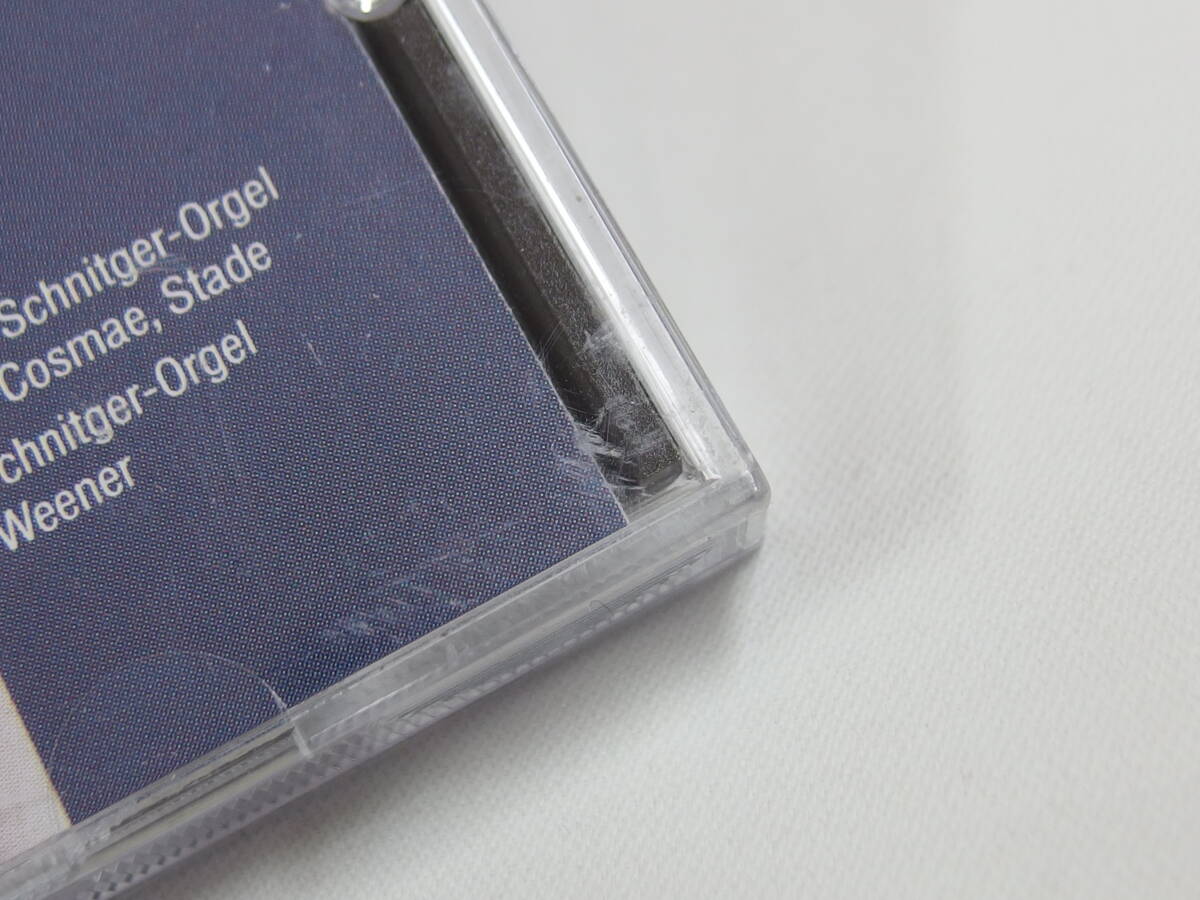 Schnitger-Orgel
Cosmae, Stade
chnitger-Orgel
Weener